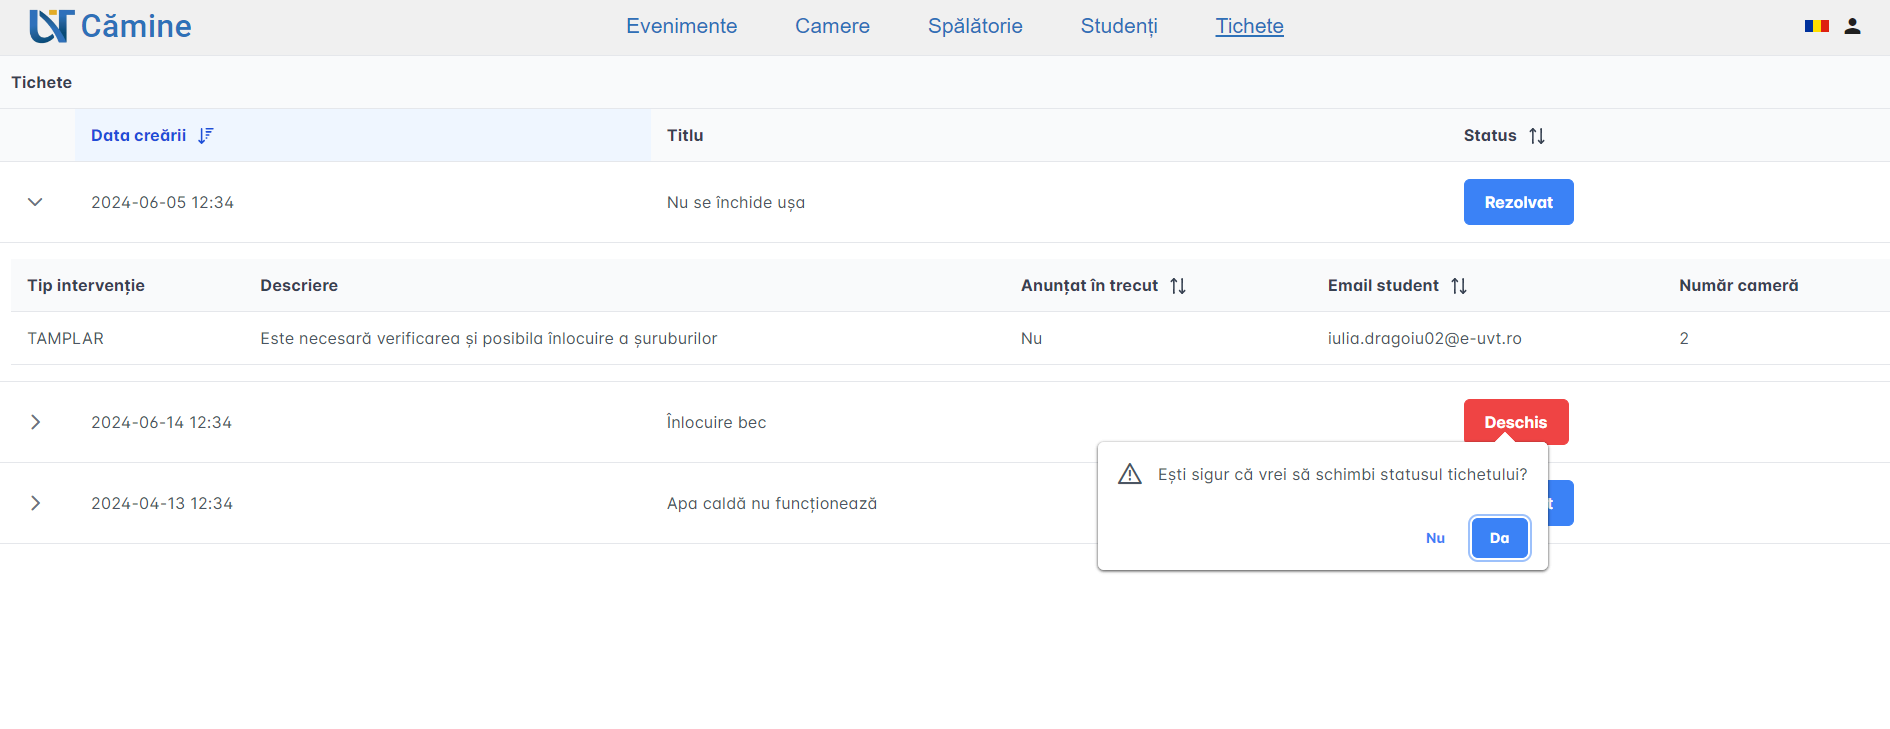 UVT Cămine
Evenimente Camere Spălătorie Studenți Tichete
Tichete
Data creării Titlu Status
2024-06-05 12:34 Nu se închide ușa Rezolvat
Tip intervenție Descriere Anunțat în trecut Email student Număr cameră
TAMPLAR Este necesară verificarea și posibila înlocuire a șuruburilor Nu iulia.dragoiu02@e-uvt.ro 2
2024-06-14 12:34 Înlocuire bec Deschis
Ești sigur că vrei să schimbi statusul tichetului?
2024-04-13 12:34 Apa caldă nu funcționează
Nu Da